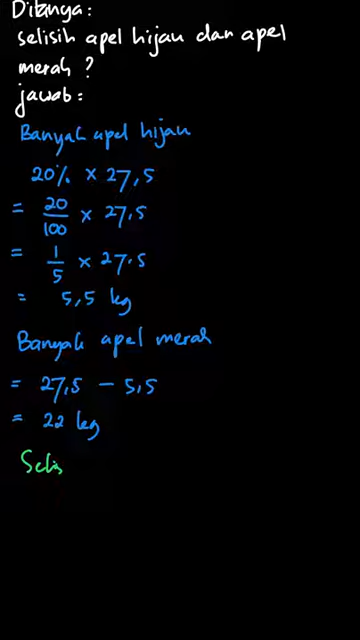 Ditanya:
selisih apel hijau dan apel
merah ?
jawab:
Banyak apel hijau
20% × 27,5
= 20/100 × 27,5
= 1/5 × 27,5
= 5,5 kg
Banyak apel merah
= 27,5 - 5,5
= 22 kg
Selis